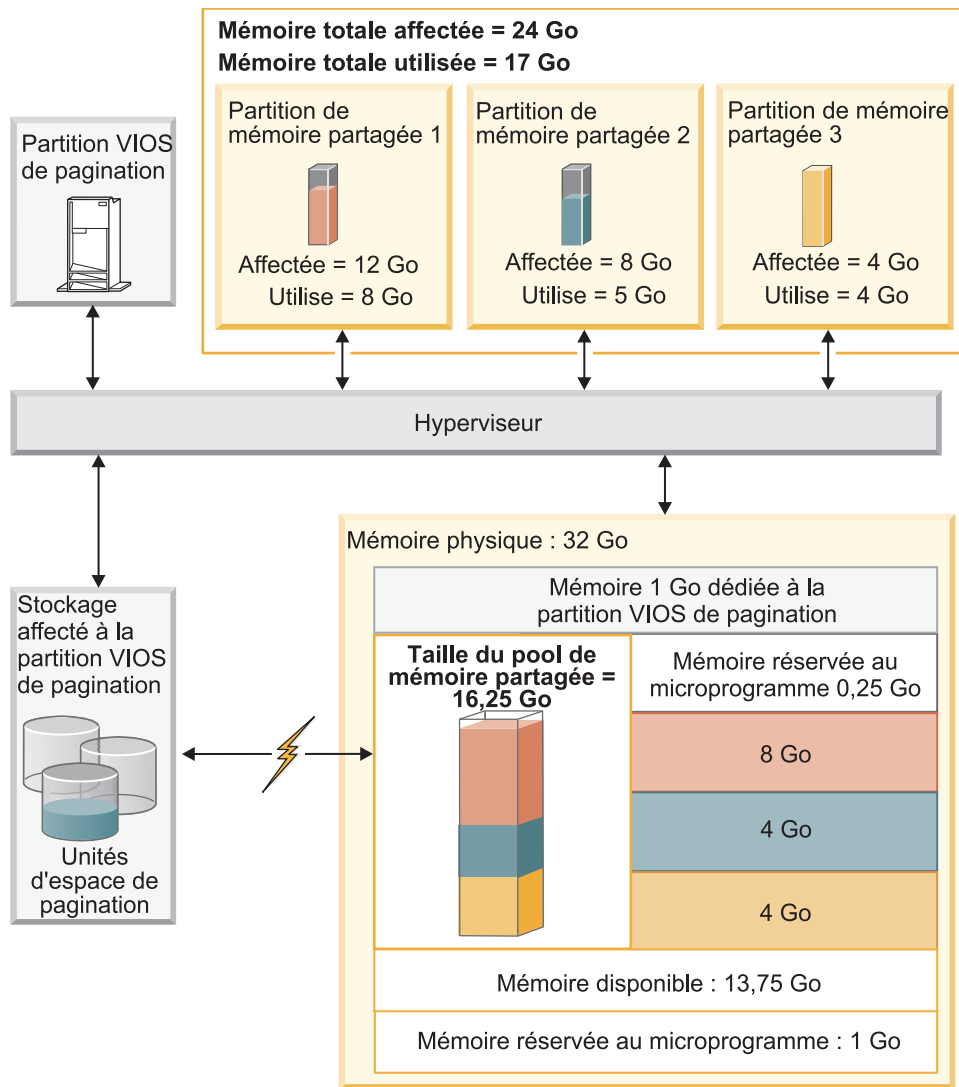 Mémoire totale affectée = 24 Go
Mémoire totale utilisée = 17 Go
Partition VIOS
de pagination
Partition de
mémoire partagée 1
Affectée = 12 Go
Utilise = 8 Go
Partition de
mémoire partagée 2
Affectée = 8 Go
Utilise = 5 Go
Partition de mémoire
partagée 3
Affectée = 4 Go
Utilise = 4 Go
Hyperviseur
Stockage
affecté à la
partition VIOS
de pagination
Unités
d'espace de
pagination
Mémoire physique : 32 Go
Mémoire 1 Go dédiée à la
partition VIOS de pagination
Taille du pool de
mémoire partagée =
16,25 Go
Mémoire réservée au
microprogramme 0,25 Go
8 Go
4 Go
4 Go
Mémoire disponible : 13,75 Go
Mémoire réservée au microprogramme : 1 Go